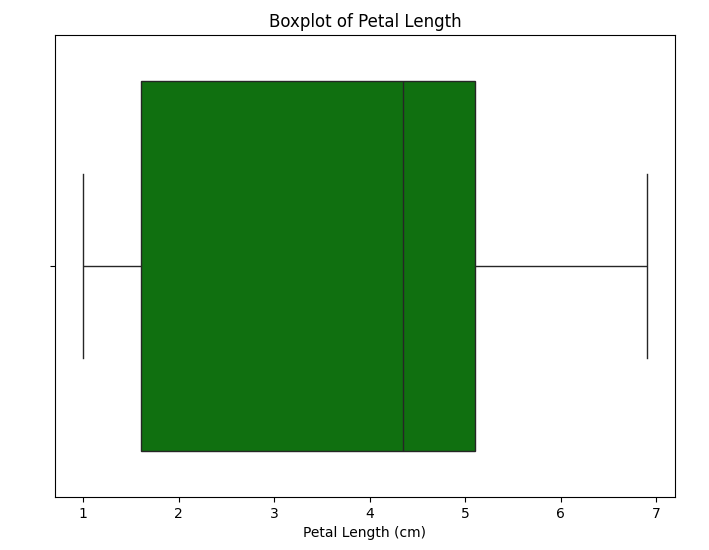 Boxplot of Petal Length
1 2 3 4 5 6 7
Petal Length (cm)